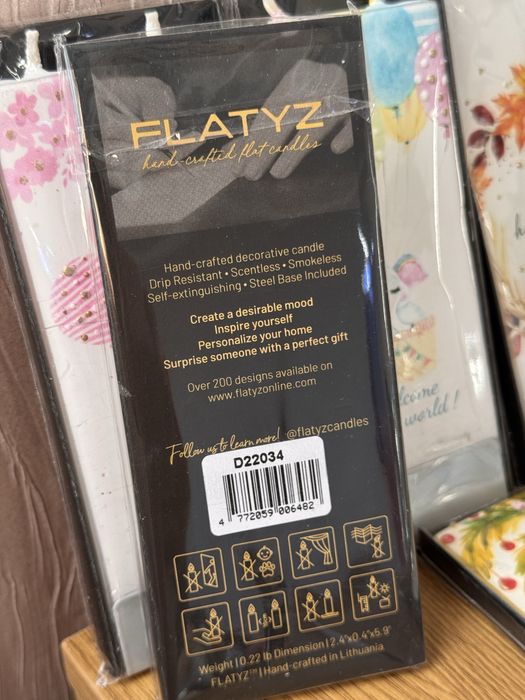 FLATYZ
hand-crafted flat candles
Hand-crafted decorative candle
Drip Resistant • Scentless • Smokeless
Self-extinguishing • Steel Base Included
Create a desirable mood
Inspire yourself
Personalize your home
Surprise someone with a perfect gift
Over 200 designs available on
www.flatyzonline.com
Follow us to learn more! @flatyzcandles
D22034
4 772059 006482
Weight | 0.22 lb Dimension | 2.4"x0.4"x5.9"
FLATYZ™ | Hand-crafted in Lithuania
world!